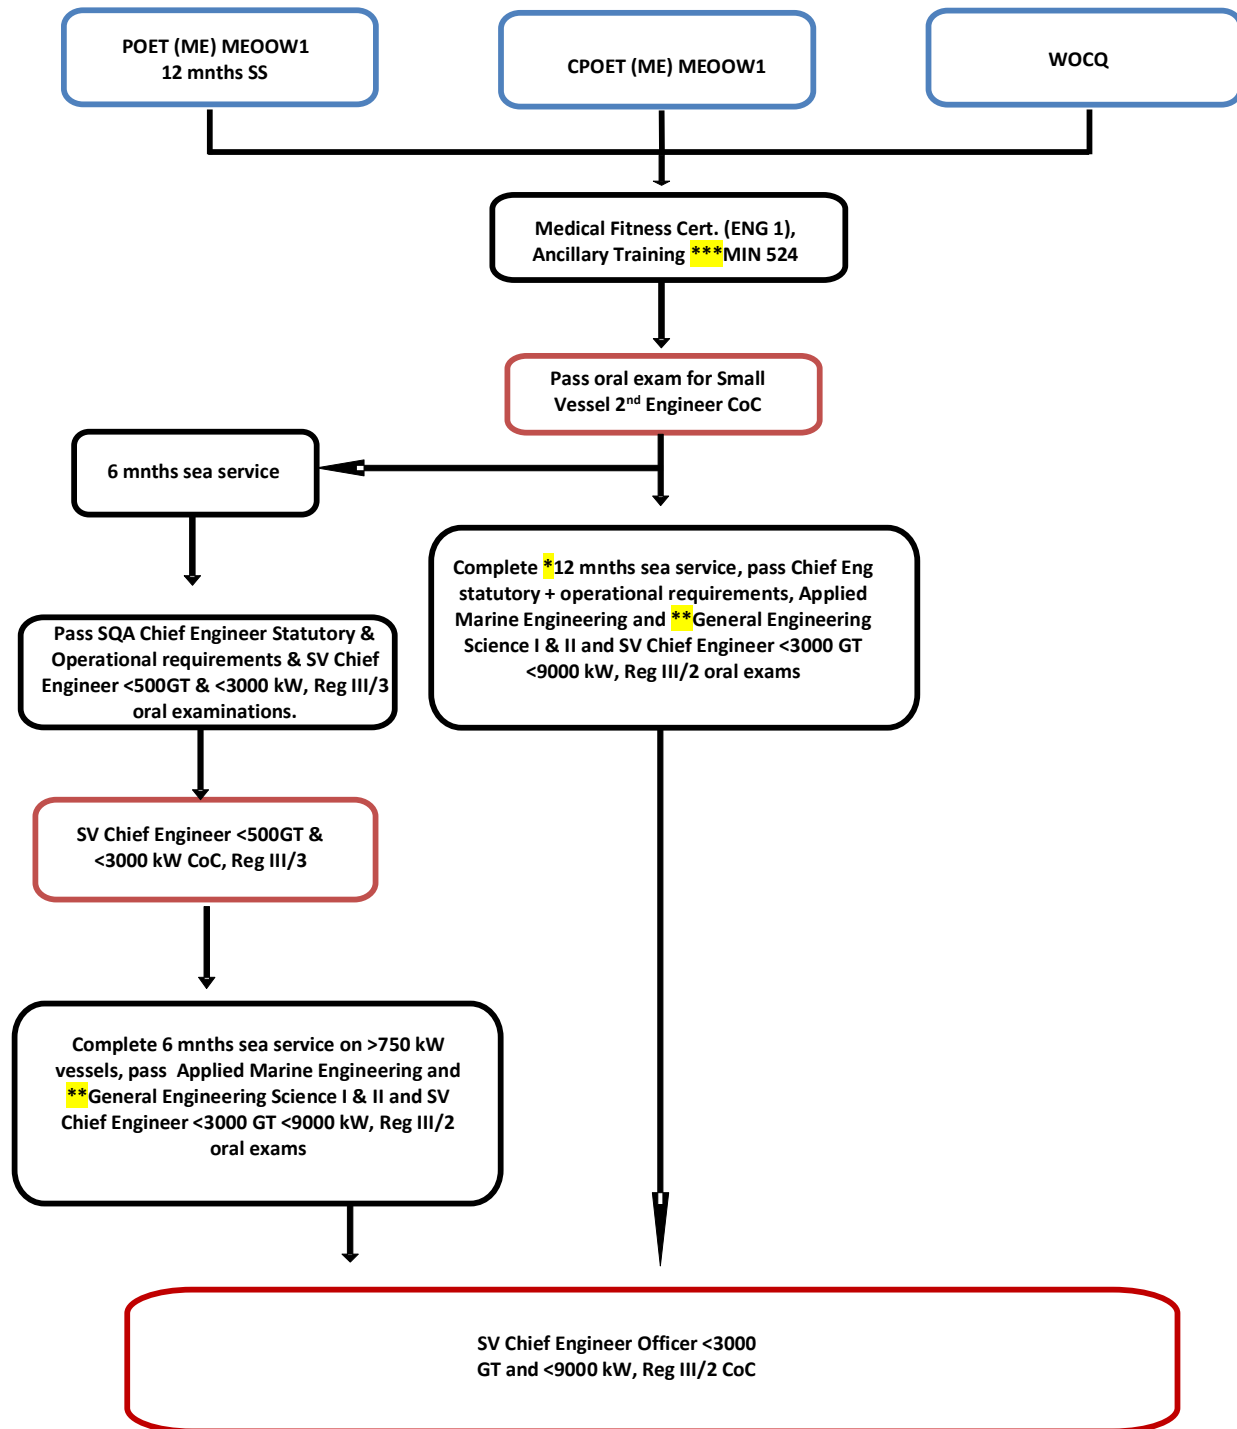 POET (ME) MEOOW1
12 mnths SS
CPOET (ME) MEOOW1
WOCQ
Medical Fitness Cert. (ENG 1),
Ancillary Training ***MIN 524
Pass oral exam for Small
Vessel 2nd Engineer CoC
6 mnths sea service
Complete *12 mnths sea service, pass Chief Eng
statutory + operational requirements, Applied
Marine Engineering and **General Engineering
Science I & II and SV Chief Engineer <3000 GT
<9000 kW, Reg III/2 oral exams
Pass SQA Chief Engineer Statutory &
Operational requirements & SV Chief
Engineer <500GT & <3000 kW, Reg III/3
oral examinations.
SV Chief Engineer <500GT &
<3000 kW CoC, Reg III/3
Complete 6 mnths sea service on >750 kW
vessels, pass Applied Marine Engineering and
**General Engineering Science I & II and SV
Chief Engineer <3000 GT <9000 kW, Reg III/2
oral exams
SV Chief Engineer Officer <3000
GT and <9000 kW, Reg III/2 CoC